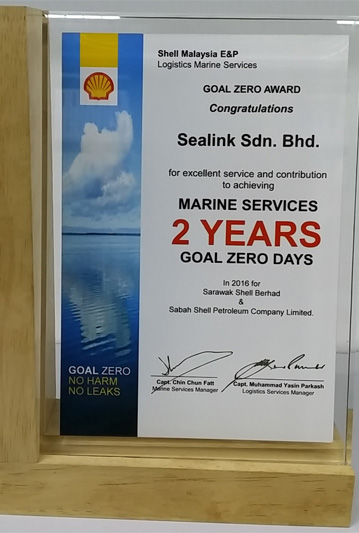 Shell Malaysia E&P
Logistics Marine Services
GOAL ZERO AWARD
Congratulations
Sealink Sdn. Bhd.
for excellent service and contribution
to achieving
MARINE SERVICES
2 YEARS
GOAL ZERO DAYS
In 2016 for
Sarawak Shell Berhad
&
Sabah Shell Petroleum Company Limited.
Capt. Chin Chun Fatt
Marine Services Manager
Capt. Muhammad Yasin Parkash
Logistics Services Manager
GOAL ZERO
NO HARM
NO LEAKS